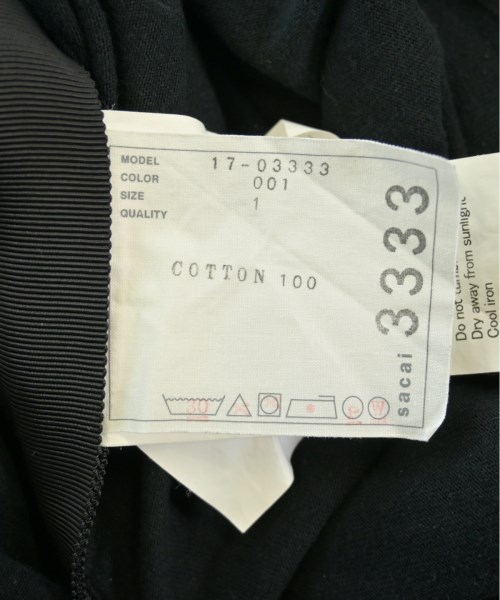 MODEL 17-03333
COLOR 001
SIZE 1
QUALITY
COTTON 100
30
P
W
sacai 3333
Do not
Dry away from sunlight
Cool iron